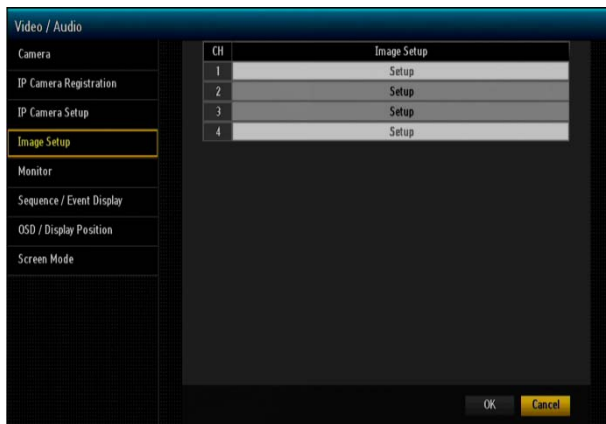 Video / Audio
Camera
IP Camera Registration
IP Camera Setup
Image Setup
Monitor
Sequence / Event Display
OSD / Display Position
Screen Mode
CH Image Setup
1 Setup
2 Setup
3 Setup
4 Setup
OK Cancel